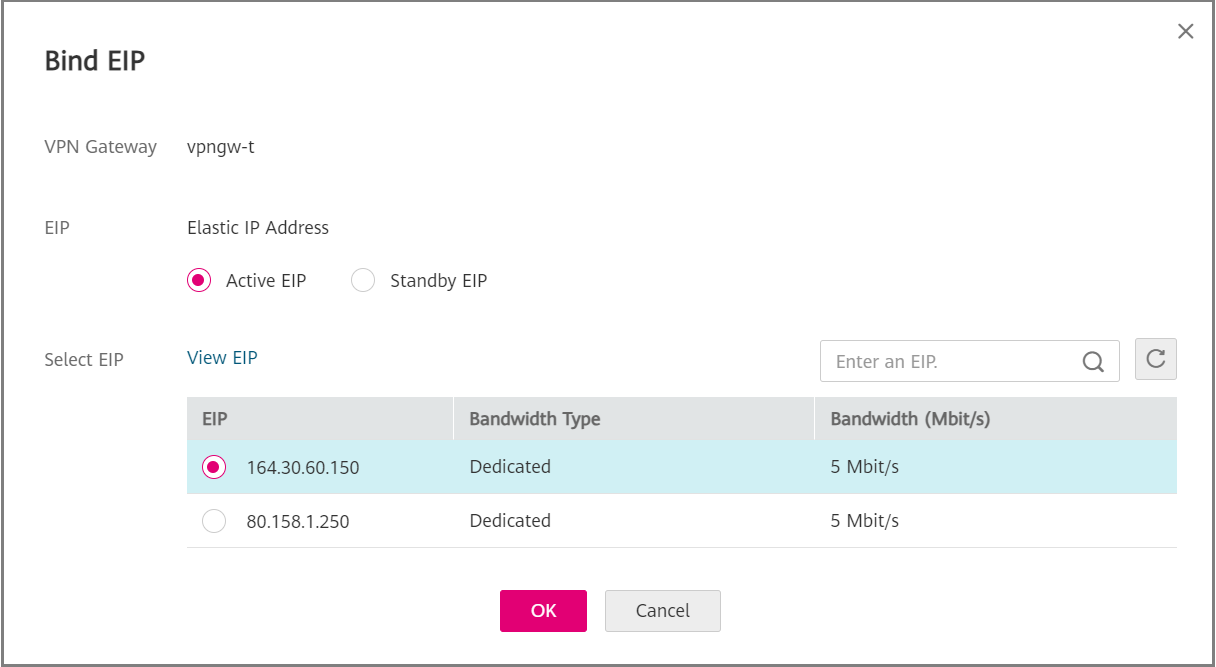 Bind EIP
VPN Gateway vpngw-t
EIP Elastic IP Address
Active EIP Standby EIP
Select EIP View EIP Enter an EIP.
EIP Bandwidth Type Bandwidth (Mbit/s)
164.30.60.150 Dedicated 5 Mbit/s
80.158.1.250 Dedicated 5 Mbit/s
OK Cancel